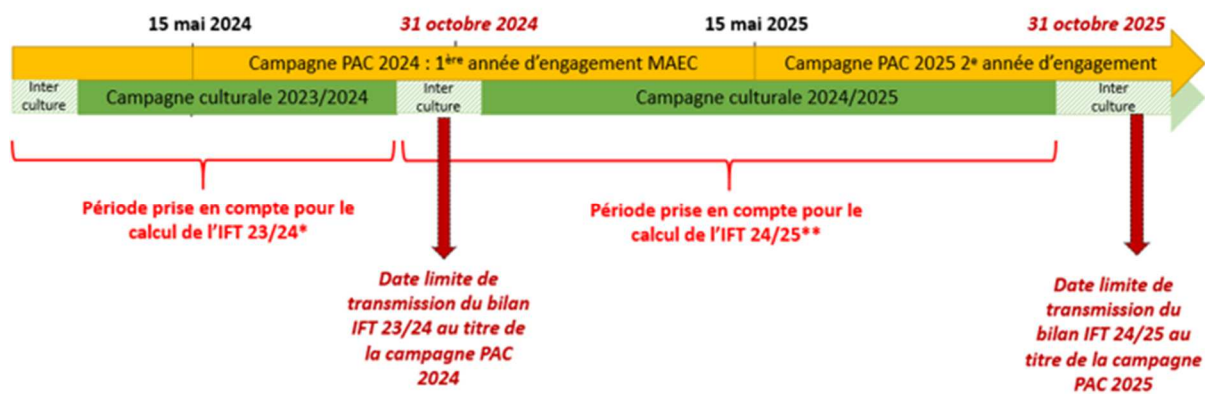 15 mai 2024
31 octobre 2024
15 mai 2025
31 octobre 2025
Campagne PAC 2024 : 1ère année d'engagement MAEC
Campagne PAC 2025 2e année d'engagement
Inter
culture
Campagne culturale 2023/2024
Inter
culture
Campagne culturale 2024/2025
Inter
culture
Période prise en compte pour le
calcul de l'IFT 23/24*
Période prise en compte pour le
calcul de l'IFT 24/25**
Date limite de
transmission du bilan
IFT 23/24 au titre de
la campagne PAC
2024
Date limite de
transmission du
bilan IFT 24/25 au
titre de la campagne
PAC 2025